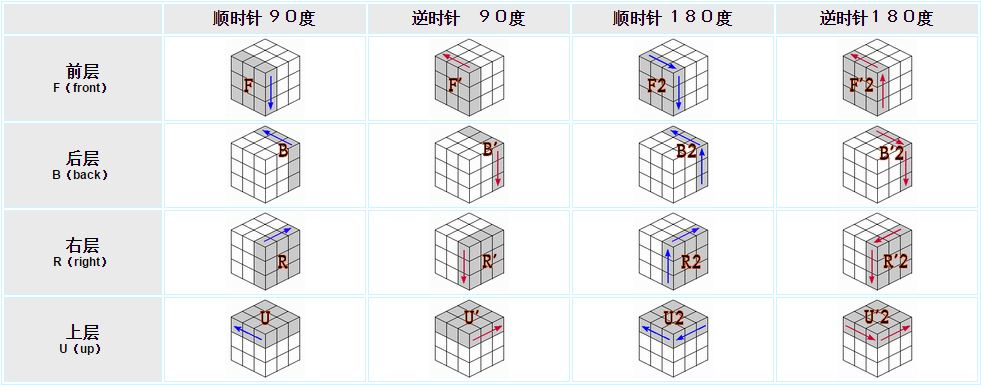 顺时针 90度
逆时针 90度
顺时针180度
逆时针180度
前层
F（front）
F
F'
F2
F'2
后层
B（back）
B
B'
B2
B'2
右层
R（right）
R
R'
R2
R'2
上层
U（up）
U
U'
U2
U'2